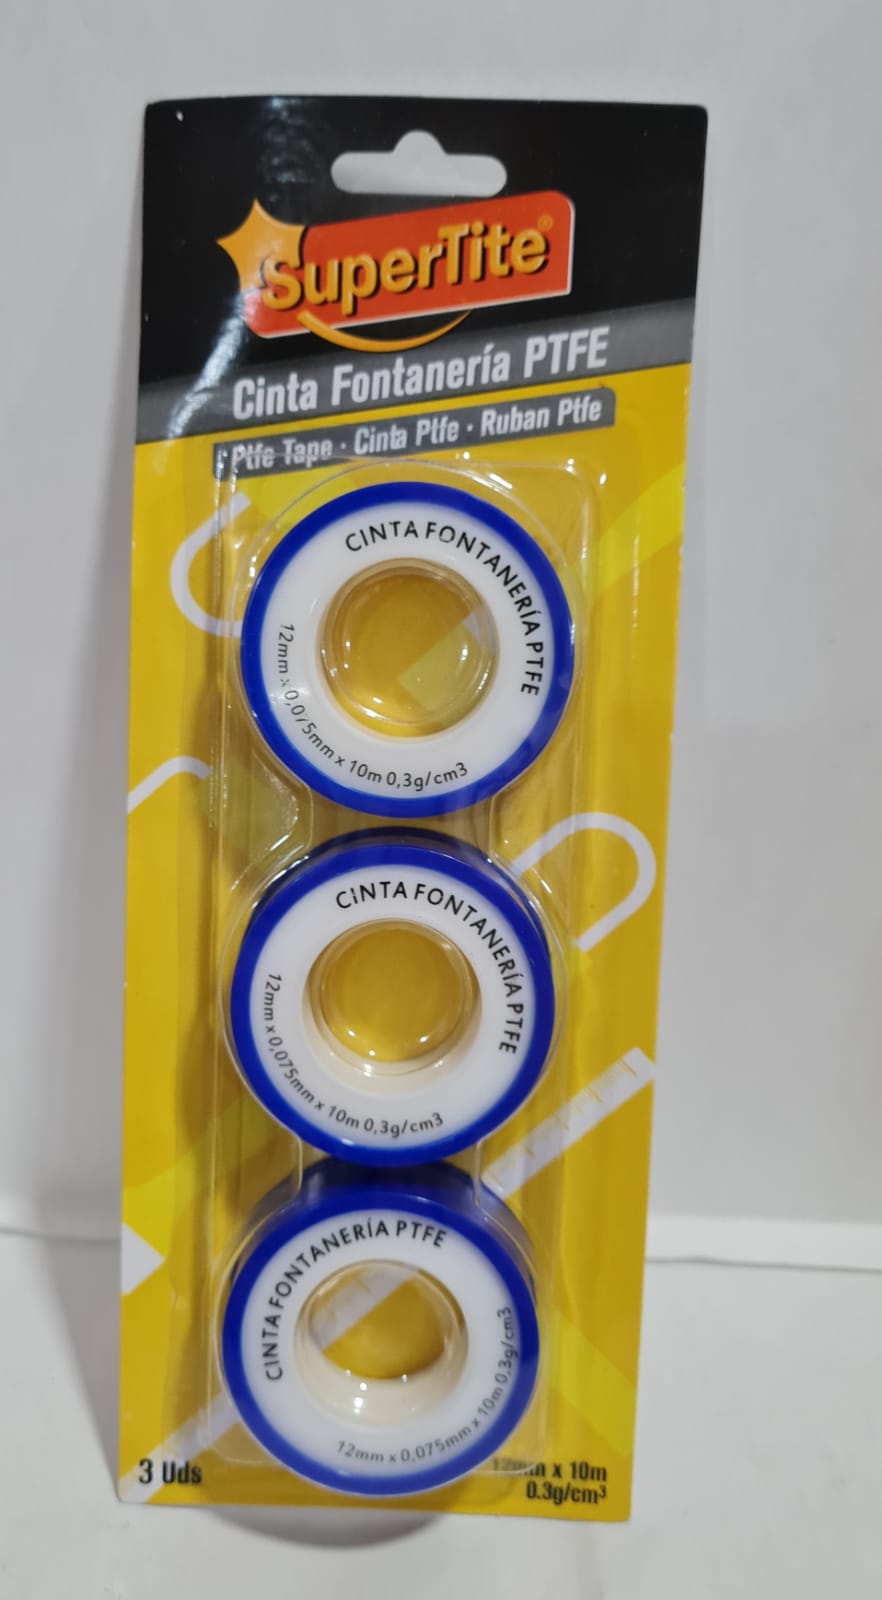 SuperTite®
Cinta Fontanería PTFE
Ptfe Tape · Cinta Ptfe · Ruban Ptfe
CINTA FONTANERÍA PTFE
12mm x 0,075mm x 10m 0,3g/cm3
CINTA FONTANERÍA PTFE
12mm x 0,075mm x 10m 0,3g/cm3
CINTA FONTANERÍA PTFE
12mm x 0,075mm x 10m 0,3g/cm3
3 Uds
12mm x 10m
0.3g/cm³